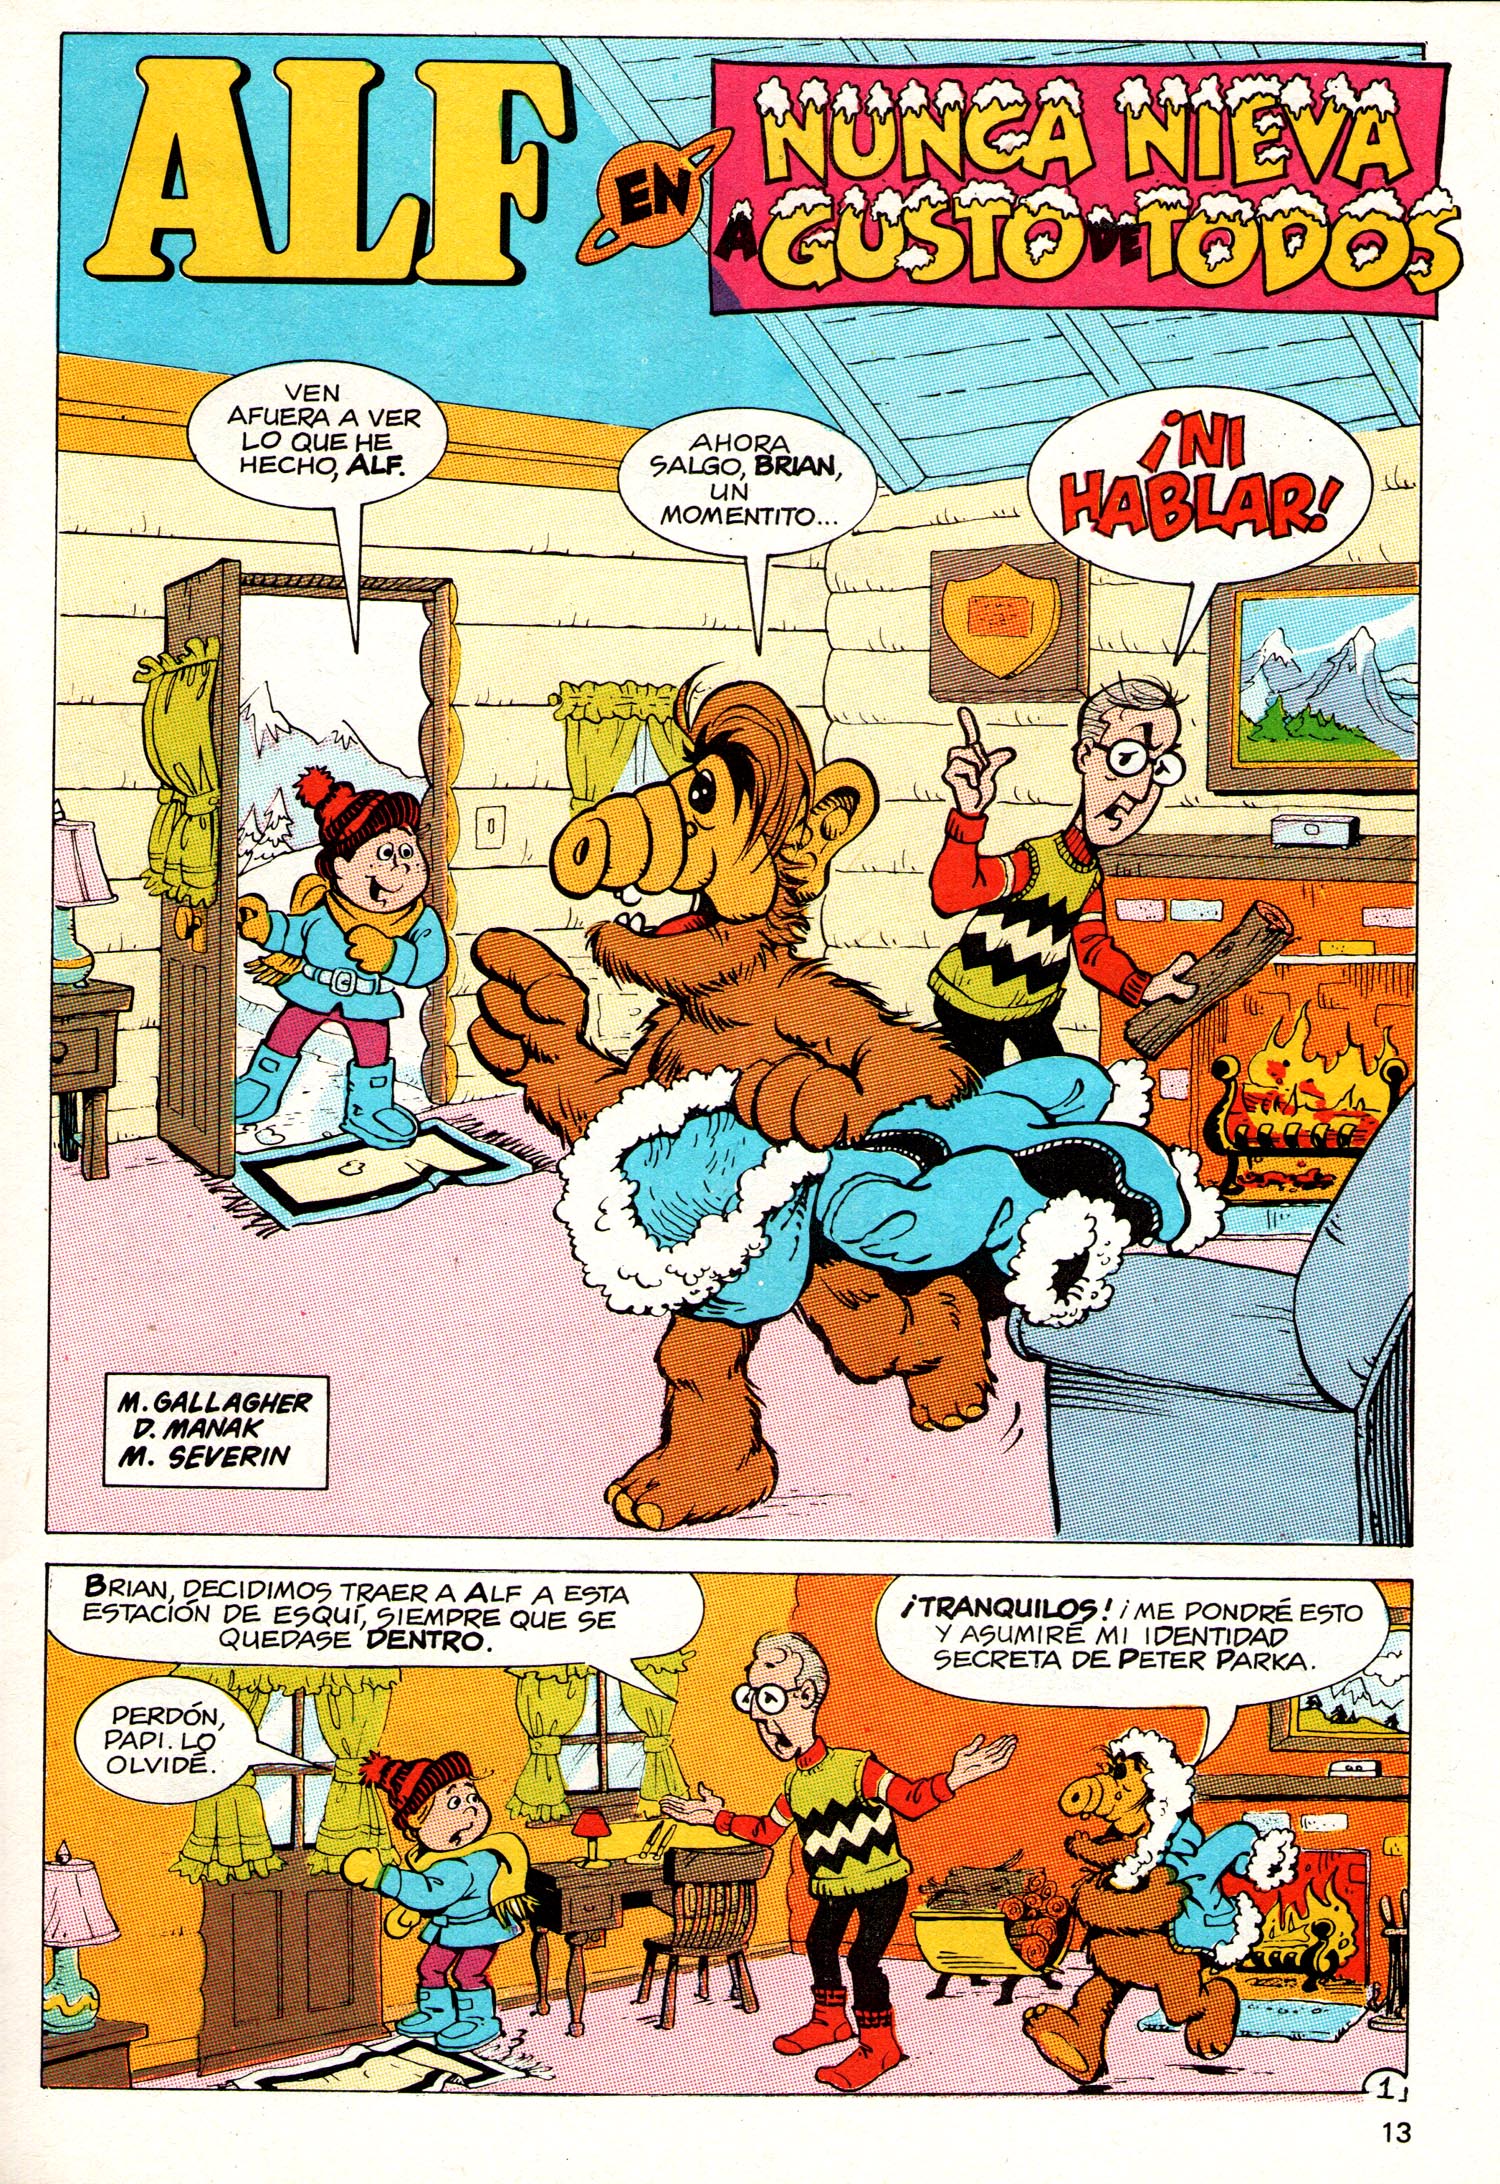 ALF
EN
NUNCA NIEVA
A GUSTO DE TODOS
VEN
AFUERA A VER
LO QUE HE
HECHO, ALF.
AHORA
SALGO, BRIAN,
UN
MOMENTITO...
¡NI
HABLAR!
M. GALLAGHER
D. MANAK
M. SEVERIN
BRIAN, DECIDIMOS TRAER A ALF A ESTA
ESTACIÓN DE ESQUÍ, SIEMPRE QUE SE
QUEDASE DENTRO.
PERDÓN,
PAPI. LO
OLVIDÉ.
¡TRANQUILOS! ¡ME PONDRÉ ESTO
Y ASUMIRÉ MI IDENTIDAD
SECRETA DE PETER PARKA.
1
13